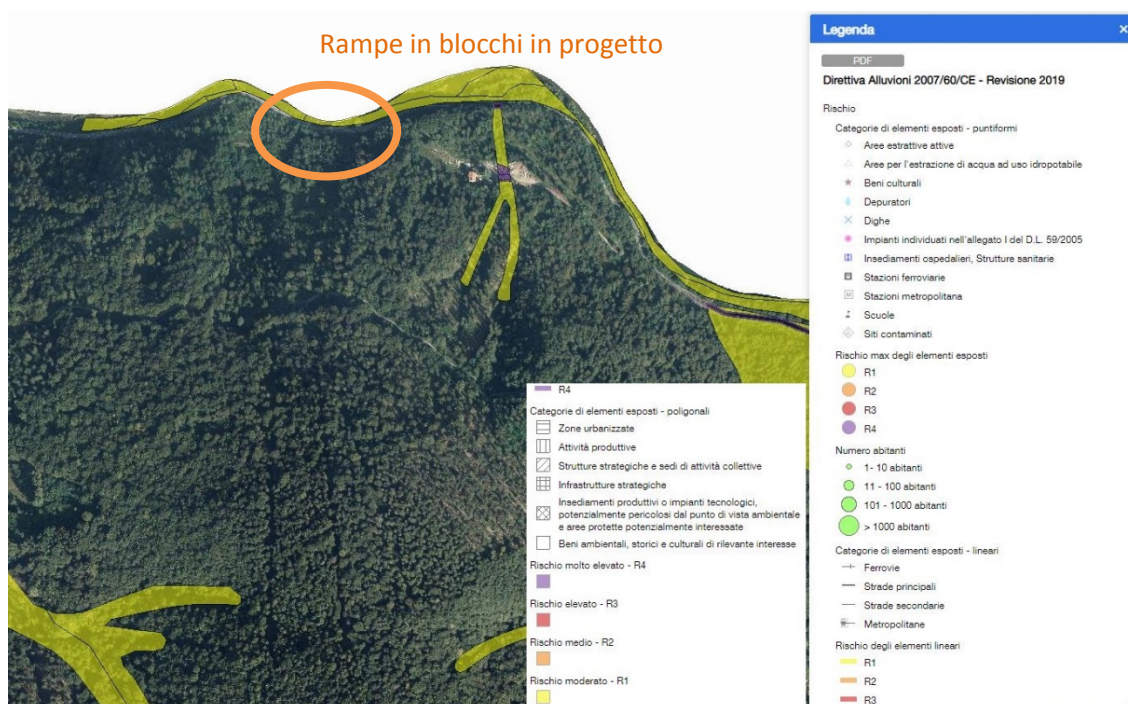 Rampe in blocchi in progetto
Legenda
×
PDF
Direttiva Alluvioni 2007/60/CE - Revisione 2019
Rischio
Categorie di elementi esposti - puntiformi
Aree estrattive attive
Aree per l'estrazione di acqua ad uso idropotabile
Beni culturali
Depuratori
Dighe
Impianti individuati nell'allegato I del D.L. 59/2005
Insediamenti ospedalieri, Strutture sanitarie
Stazioni ferroviarie
M Stazioni metropolitana
Scuole
Siti contaminati
Rischio max degli elementi esposti
R1
R2
R3
R4
Numero abitanti
1- 10 abitanti
11 - 100 abitanti
101 - 1000 abitanti
> 1000 abitanti
Categorie di elementi esposti - lineari
Ferrovie
Strade principali
Strade secondarie
Metropolitane
Rischio degli elementi lineari
R1
R2
R3
R4
Categorie di elementi esposti - poligonali
Zone urbanizzate
Attività produttive
Strutture strategiche e sedi di attività collettive
Infrastrutture strategiche
Insediamenti produttivi o impianti tecnologici,
potenzialmente pericolosi dal punto di vista ambientale
e aree protette potenzialmente interessate
Beni ambientali, storici e culturali di rilevante interesse
Rischio molto elevato - R4
Rischio elevato - R3
Rischio medio - R2
Rischio moderato - R1